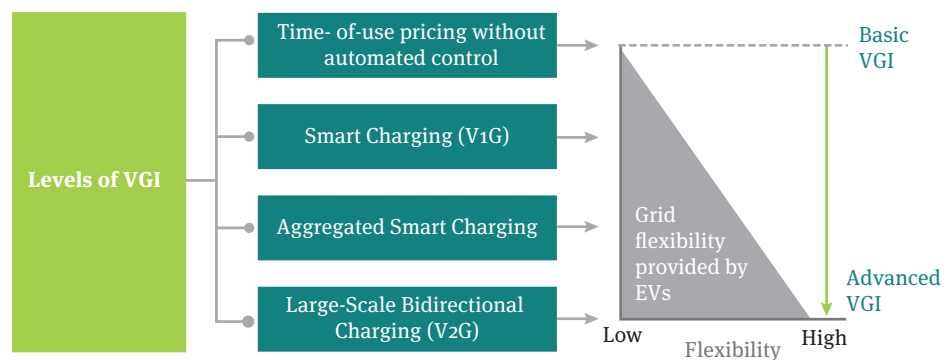 Levels of VGI
Time- of-use pricing without
automated control
Smart Charging (V1G)
Aggregated Smart Charging
Large-Scale Bidirectional
Charging (V2G)
Basic
VGI
Grid
flexibility
provided by
EVs
Advanced
VGI
Low
High
Flexibility